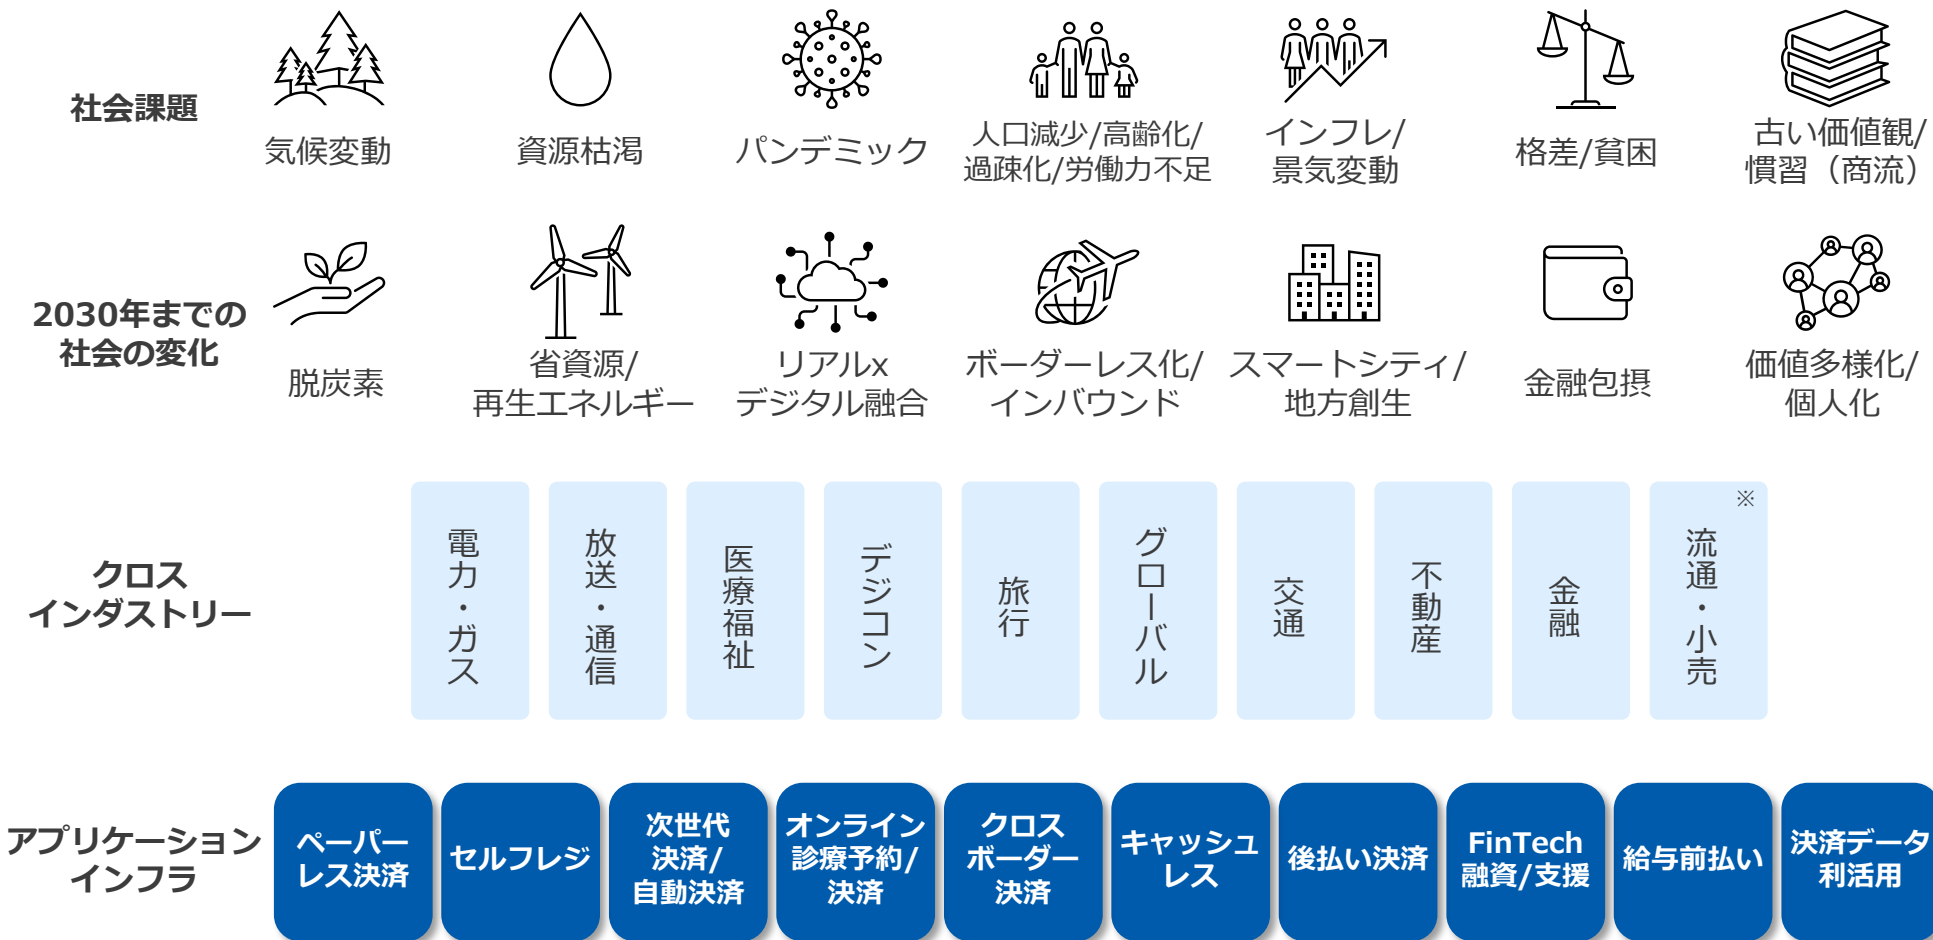 社会課題
気候変動
資源枯渇
パンデミック
人口減少/高齢化/
過疎化/労働力不足
インフレ/
景気変動
格差/貧困
古い価値観/
慣習（商流）
2030年までの
社会の変化
脱炭素
省資源/
再生エネルギー
リアルx
デジタル融合
ボーダーレス化/
インバウンド
スマートシティ/
地方創生
金融包摂
価値多様化/
個人化
クロス
インダストリー
電力・ガス
放送・通信
医療福祉
デジコン
旅行
グローバル
交通
不動産
金融
流通・小売
※
アプリケーション
インフラ
ペーパー
レス決済
セルフレジ
次世代
決済/
自動決済
オンライン
診療予約/
決済
クロス
ボーダー
決済
キャッシュ
レス
後払い決済
FinTech
融資/支援
給与前払い
決済データ
利活用